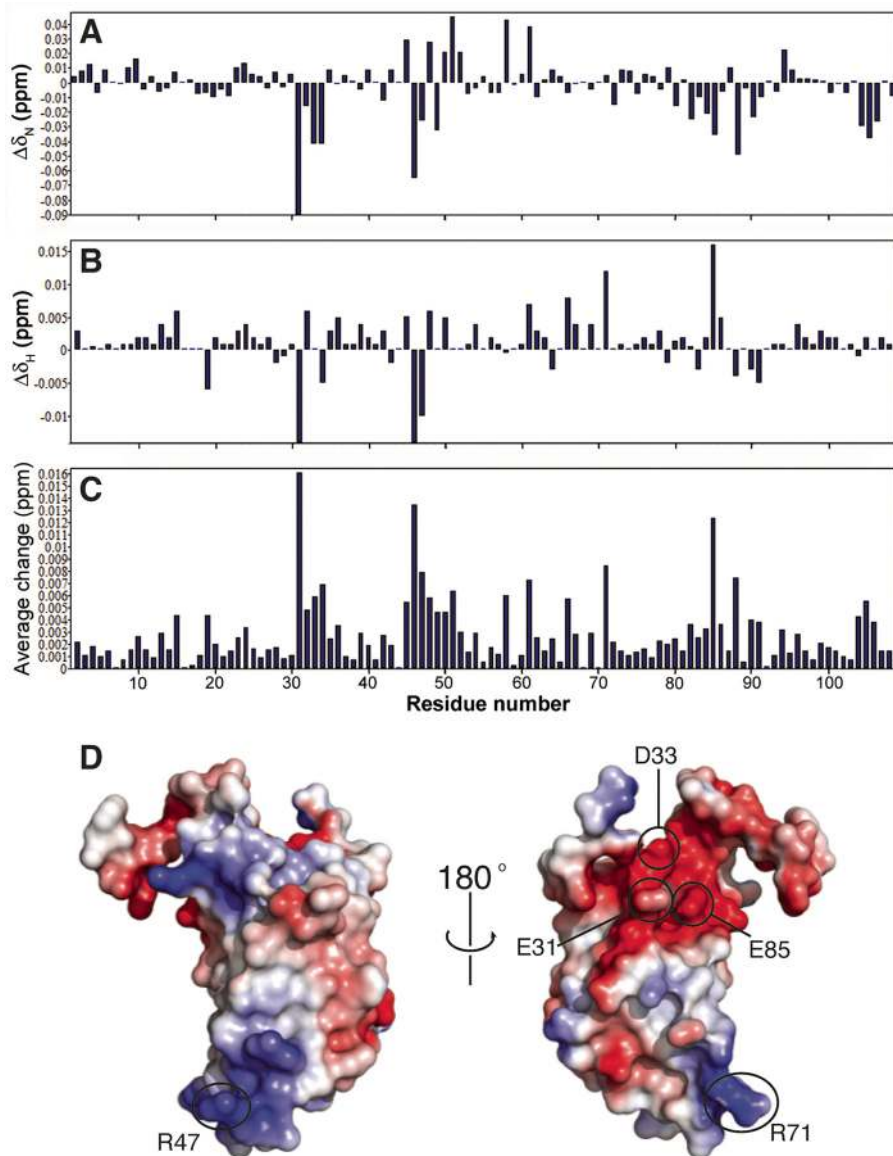 A
Δδ_N (ppm)
0.04
0.03
0.02
0.01
0
-0.01
-0.02
-0.03
-0.04
-0.05
-0.06
-0.07
-0.08
-0.09
B
Δδ_H (ppm)
0.015
0.01
0.005
0
-0.005
-0.01
C
Average change (ppm)
0.016
0.015
0.014
0.013
0.012
0.011
0.01
0.009
0.008
0.007
0.006
0.005
0.004
0.003
0.002
0.001
0
10 20 30 40 50 60 70 80 90 100
Residue number
D
D33
180°
E31
E85
R47
R71